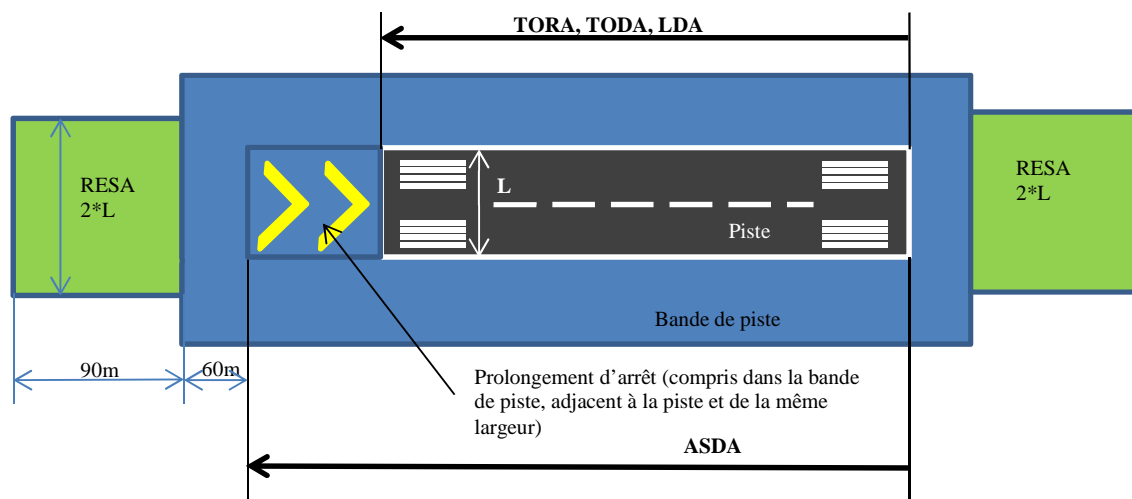 TORA, TODA, LDA
RESA
2*L
L
Piste
RESA
2*L
Bande de piste
90m
60m
Prolongement d’arrêt (compris dans la bande
de piste, adjacent à la piste et de la même
largeur)
ASDA